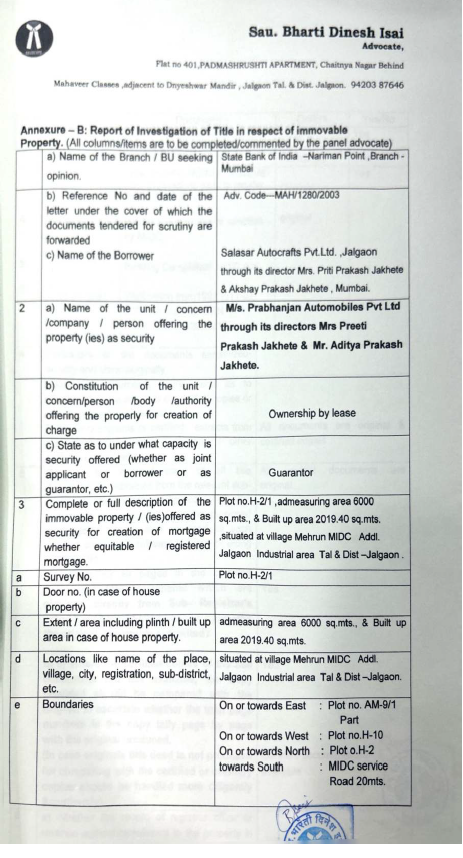 Sau. Bharti Dinesh Isai
Advocate,
Flat no 401,PADMASHRUSHTI APARTMENT, Chaitnya Nagar Behind
Mahaveer Classes ,adjacent to Dnyeshwar Mandir , Jalgaon Tal. & Dist. Jalgaon. 94203 87646
Annexure – B: Report of Investigation of Title in respect of immovable
Property. (All columns/items are to be completed/commented by the panel advocate)
a) Name of the Branch / BU seeking
opinion.
State Bank of India –Nariman Point ,Branch -
Mumbai
b) Reference No and date of the
letter under the cover of which the
documents tendered for scrutiny are
forwarded
Adv. Code—MAH/1280/2003
c) Name of the Borrower
Salasar Autocrafts Pvt.Ltd. ,Jalgaon
through its director Mrs. Priti Prakash Jakhete
& Akshay Prakash Jakhete , Mumbai.
2
a) Name of the unit / concern
/company / person offering the
property (ies) as security
M/s. Prabhanjan Automobiles Pvt Ltd
through its directors Mrs Preeti
Prakash Jakhete & Mr. Aditya Prakash
Jakhete.
b) Constitution of the unit /
concern/person /body /authority
offering the properly for creation of
charge
Ownership by lease
c) State as to under what capacity is
security offered (whether as joint
applicant or borrower or as
guarantor, etc.)
Guarantor
3
Complete or full description of the
immovable property / (ies)offered as
security for creation of mortgage
whether equitable / registered
mortgage.
Plot no.H-2/1 ,admeasuring area 6000
sq.mts., & Built up area 2019.40 sq.mts.
,situated at village Mehrun MIDC Addl.
Jalgaon Industrial area Tal & Dist –Jalgaon .
a
Survey No.
Plot no.H-2/1
b
Door no. (in case of house
property)
c
Extent / area including plinth / built up
area in case of house property.
admeasuring area 6000 sq.mts., & Built up
area 2019.40 sq.mts.
d
Locations like name of the place,
village, city, registration, sub-district,
etc.
situated at village Mehrun MIDC Addl.
Jalgaon Industrial area Tal & Dist –Jalgaon.
e
Boundaries
On or towards East : Plot no. AM-9/1
Part
On or towards West : Plot no.H-10
On or towards North : Plot o.H-2
towards South : MIDC service
Road 20mts.
भारती दिनेश